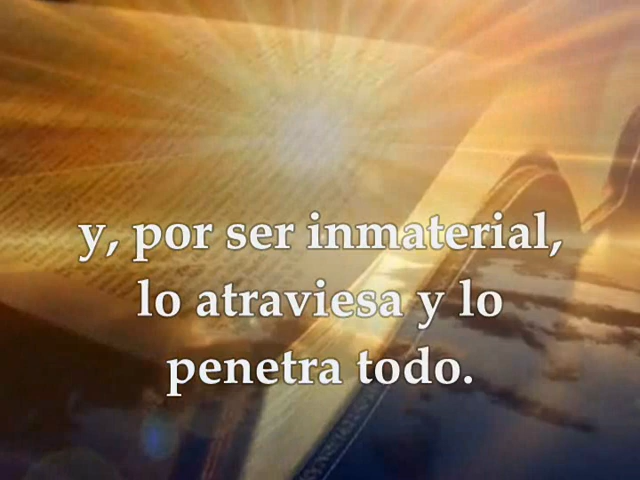 y, por ser inmaterial,
lo atraviesa y lo
penetra todo.